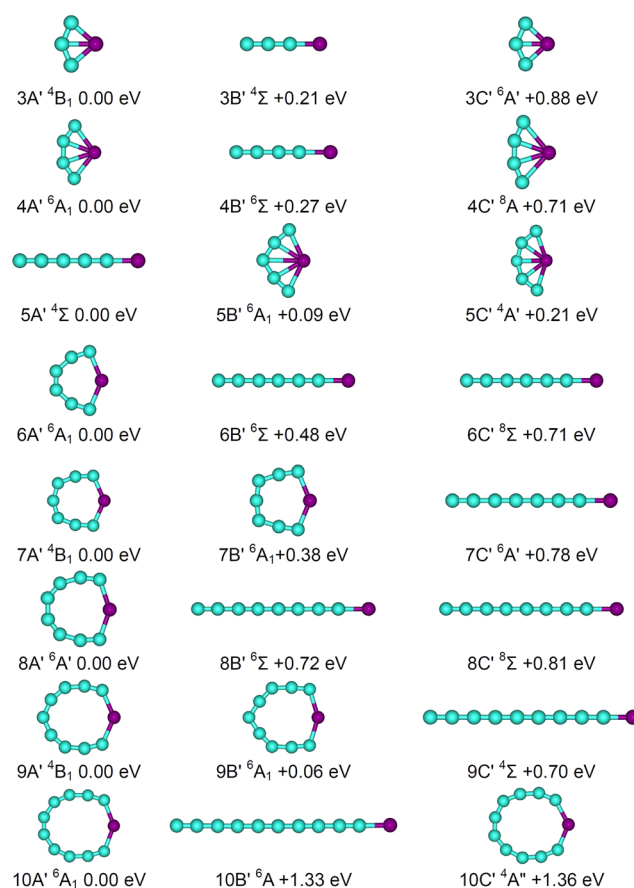 3A' ⁴B₁ 0.00 eV 3B' ⁴Σ +0.21 eV 3C' ⁶A' +0.88 eV
4A' ⁶A₁ 0.00 eV 4B' ⁶Σ +0.27 eV 4C' ⁸A +0.71 eV
5A' ⁴Σ 0.00 eV 5B' ⁶A₁ +0.09 eV 5C' ⁴A' +0.21 eV
6A' ⁶A₁ 0.00 eV 6B' ⁶Σ +0.48 eV 6C' ⁸Σ +0.71 eV
7A' ⁴B₁ 0.00 eV 7B' ⁶A₁+0.38 eV 7C' ⁶A' +0.78 eV
8A' ⁶A' 0.00 eV 8B' ⁶Σ +0.72 eV 8C' ⁸Σ +0.81 eV
9A' ⁴B₁ 0.00 eV 9B' ⁶A₁ +0.06 eV 9C' ⁴Σ +0.70 eV
10A' ⁶A₁ 0.00 eV 10B' ⁶A +1.33 eV 10C' ⁴A" +1.36 eV